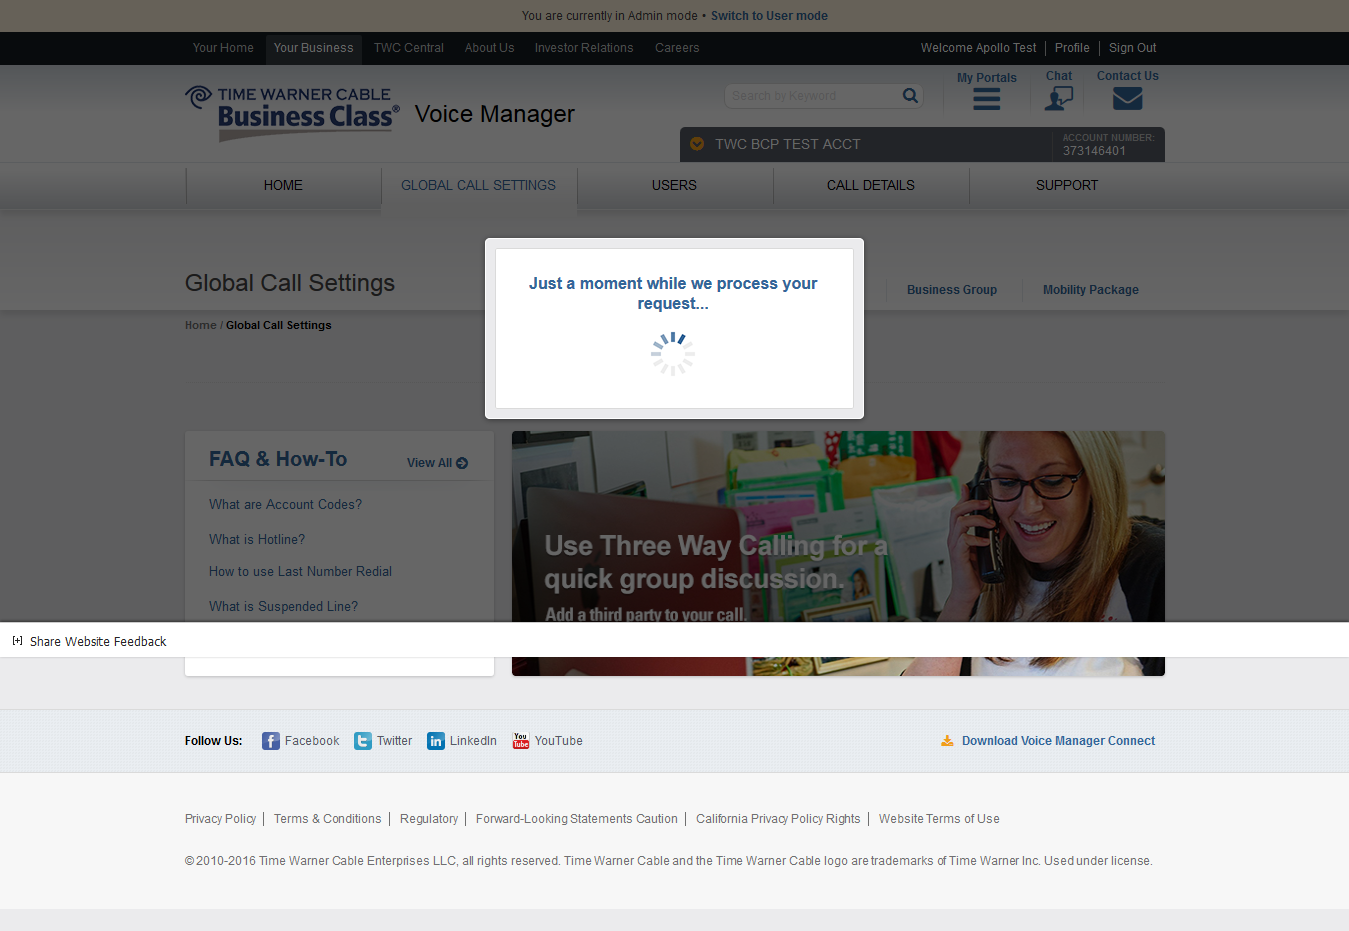 You are currently in Admin mode • Switch to User mode
Your Home Your Business TWC Central About Us Investor Relations Careers Welcome Apollo Test Profile Sign Out
TIME WARNER CABLE
Business Class®
Voice Manager
Search by Keyword
My Portals
Chat
Contact Us
TWC BCP TEST ACCT
ACCOUNT NUMBER:
373146401
HOME GLOBAL CALL SETTINGS USERS CALL DETAILS SUPPORT
Global Call Settings
Business Group Mobility Package
Just a moment while we process your
request...
Home / Global Call Settings
FAQ & How-To
View All
What are Account Codes?
What is Hotline?
How to use Last Number Redial
What is Suspended Line?
Use Three Way Calling for a
quick group discussion.
Add a third party to your call.
[+] Share Website Feedback
Follow Us: Facebook Twitter LinkedIn You Tube YouTube Download Voice Manager Connect
Privacy Policy Terms & Conditions Regulatory Forward-Looking Statements Caution California Privacy Policy Rights Website Terms of Use
© 2010-2016 Time Warner Cable Enterprises LLC, all rights reserved. Time Warner Cable and the Time Warner Cable logo are trademarks of Time Warner Inc. Used under license.